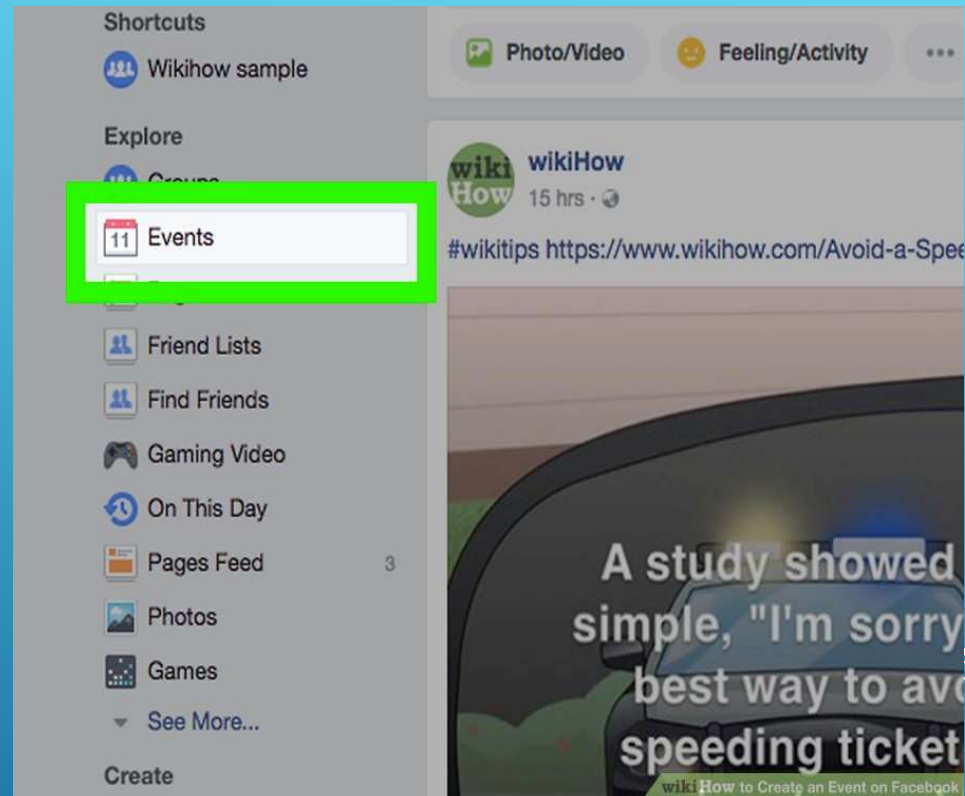 Shortcuts
Wikihow sample
Explore
Groups
11 Events
Friend Lists
Find Friends
Gaming Video
On This Day
Pages Feed 3
Photos
Games
See More...
Create
Photo/Video Feeling/Activity
wiki
How
wikiHow
15 hrs
#wikitips https://www.wikihow.com/Avoid-a-Spee
A study showed
simple, "I'm sorry
best way to avo
speeding ticket
wikiHow to Create an Event on Facebook